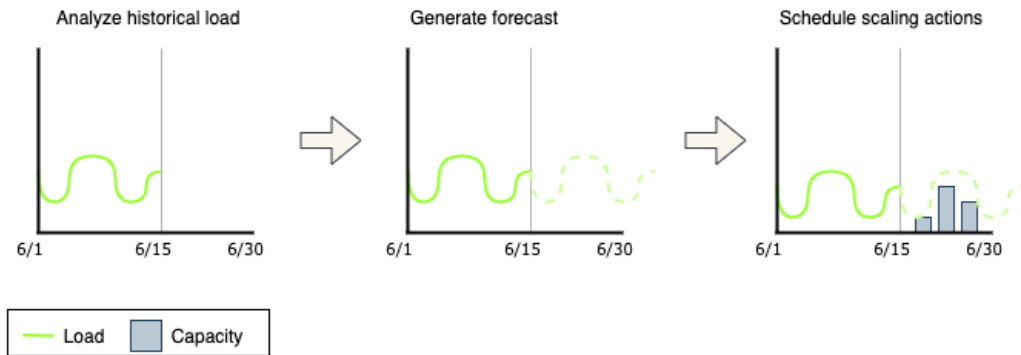 Analyze historical load
Generate forecast
Schedule scaling actions
6/1 6/15 6/30
6/1 6/15 6/30
6/1 6/15 6/30
Load Capacity